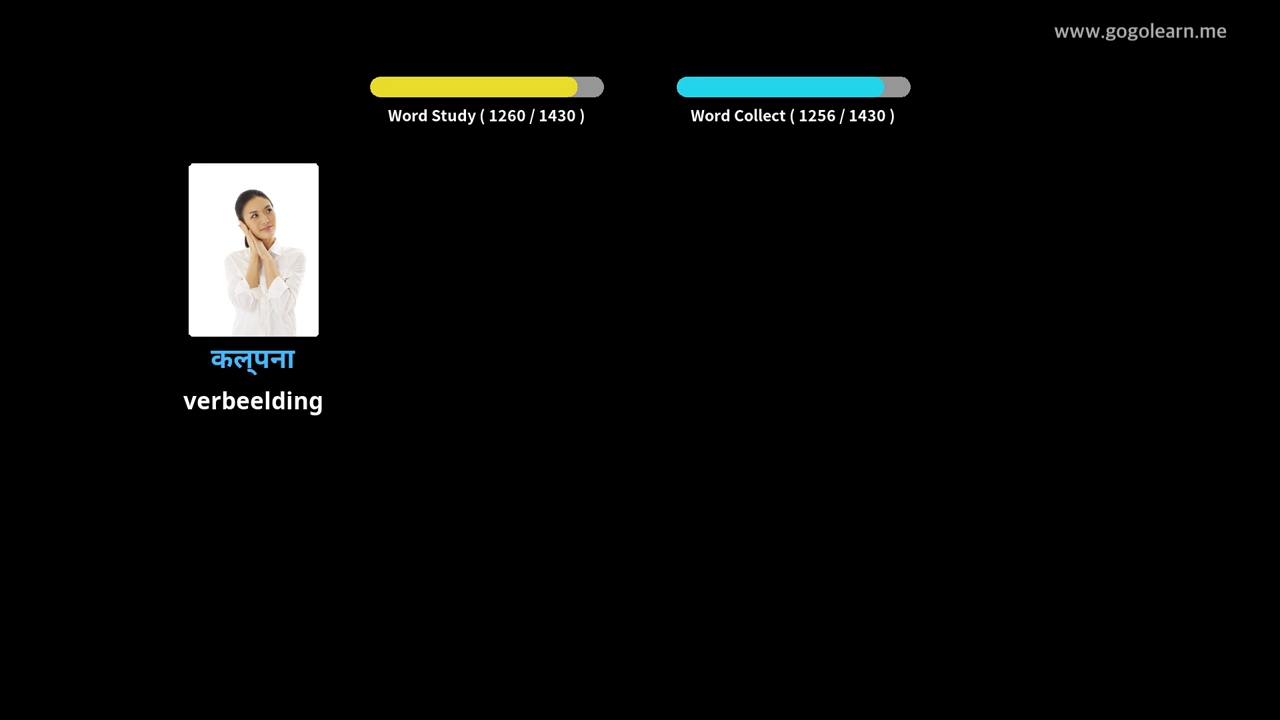 www.gogolearn.me
Word Study ( 1260 / 1430 )
Word Collect ( 1256 / 1430 )
कल्पना
verbeelding